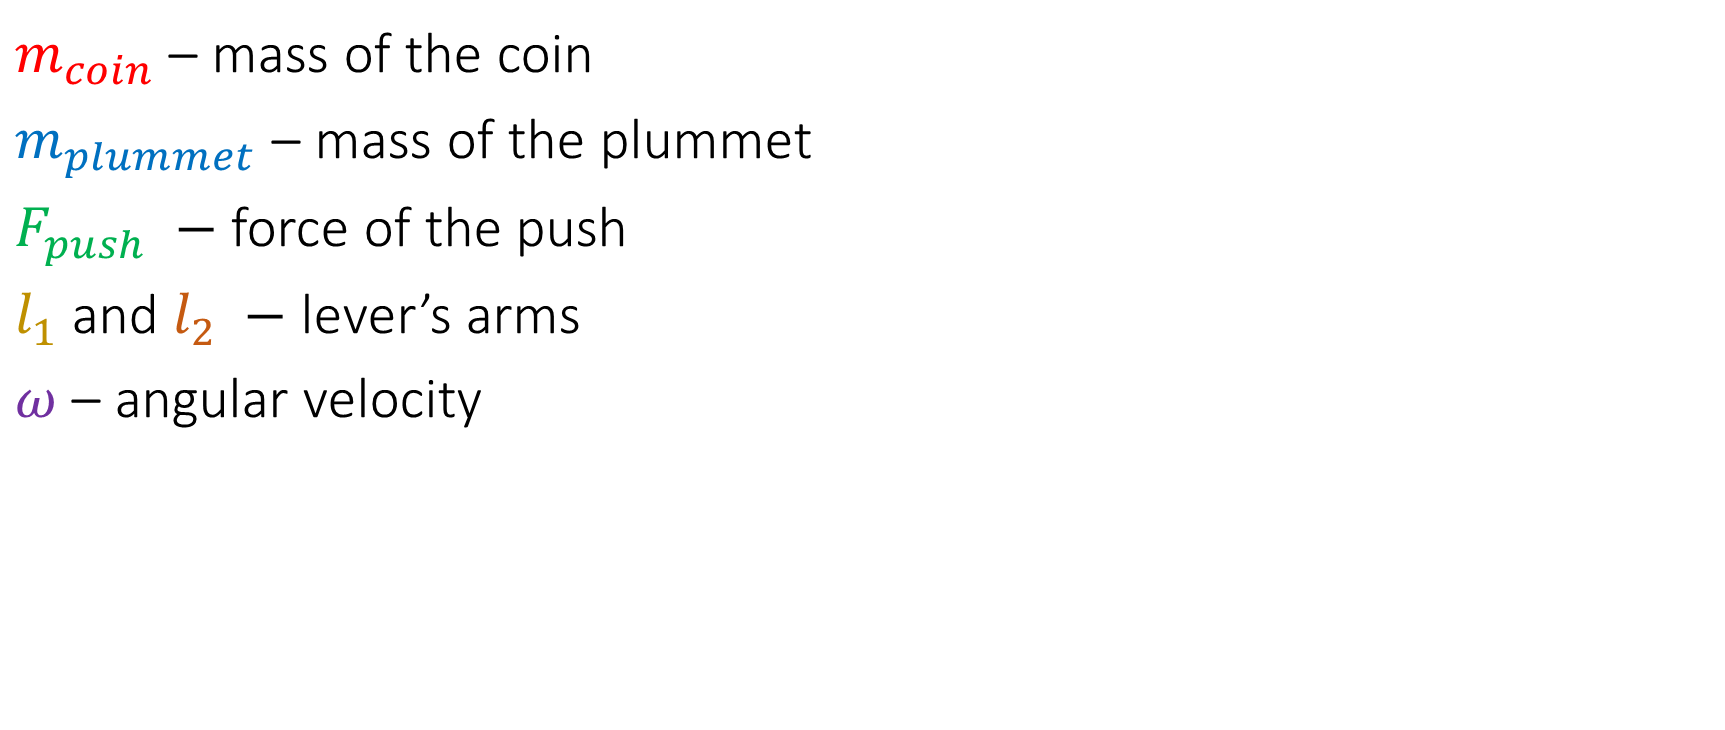 m_coin – mass of the coin
m_plummet – mass of the plummet
F_push – force of the push
l_1 and l_2 – lever’s arms
ω – angular velocity